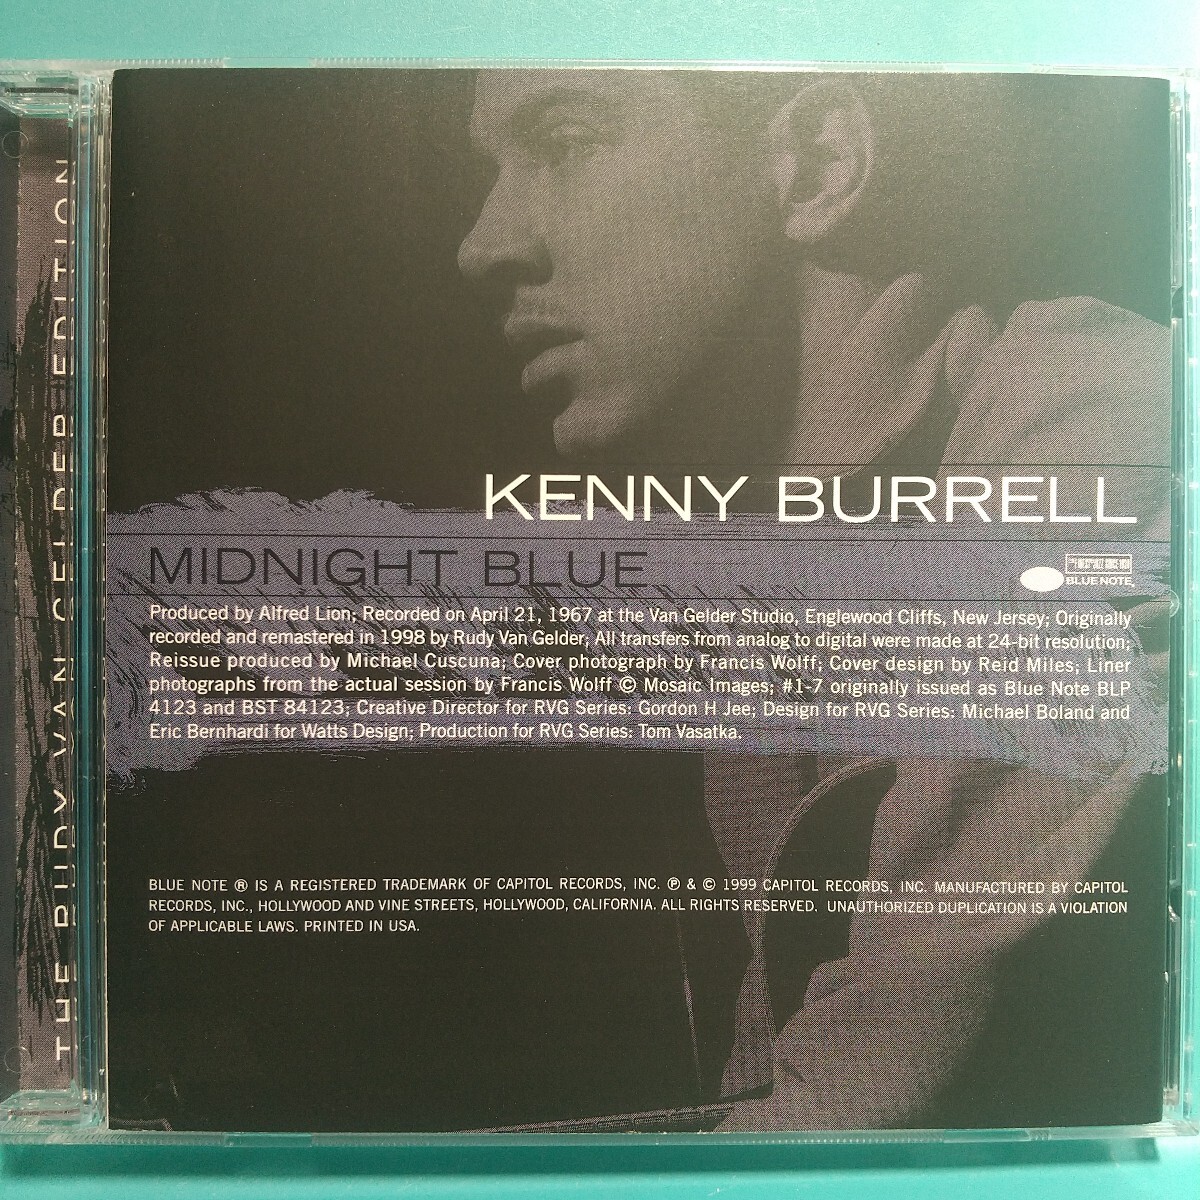 THE RUDY VAN GELDER EDITION
KENNY BURRELL
MIDNIGHT BLUE
BLUE NOTE
Produced by Alfred Lion; Recorded on April 21, 1967 at the Van Gelder Studio, Englewood Cliffs, New Jersey; Originally
recorded and remastered in 1998 by Rudy Van Gelder; All transfers from analog to digital were made at 24-bit resolution;
Reissue produced by Michael Cuscuna; Cover photograph by Francis Wolff; Cover design by Reid Miles; Liner
photographs from the actual session by Francis Wolff © Mosaic Images; #1-7 originally issued as Blue Note BLP
4123 and BST 84123; Creative Director for RVG Series: Gordon H Jee; Design for RVG Series: Michael Boland and
Eric Bernhardi for Watts Design; Production for RVG Series: Tom Vasatka.
BLUE NOTE ® IS A REGISTERED TRADEMARK OF CAPITOL RECORDS, INC. ℗ & © 1999 CAPITOL RECORDS, INC. MANUFACTURED BY CAPITOL
RECORDS, INC., HOLLYWOOD AND VINE STREETS, HOLLYWOOD, CALIFORNIA. ALL RIGHTS RESERVED. UNAUTHORIZED DUPLICATION IS A VIOLATION
OF APPLICABLE LAWS. PRINTED IN USA.